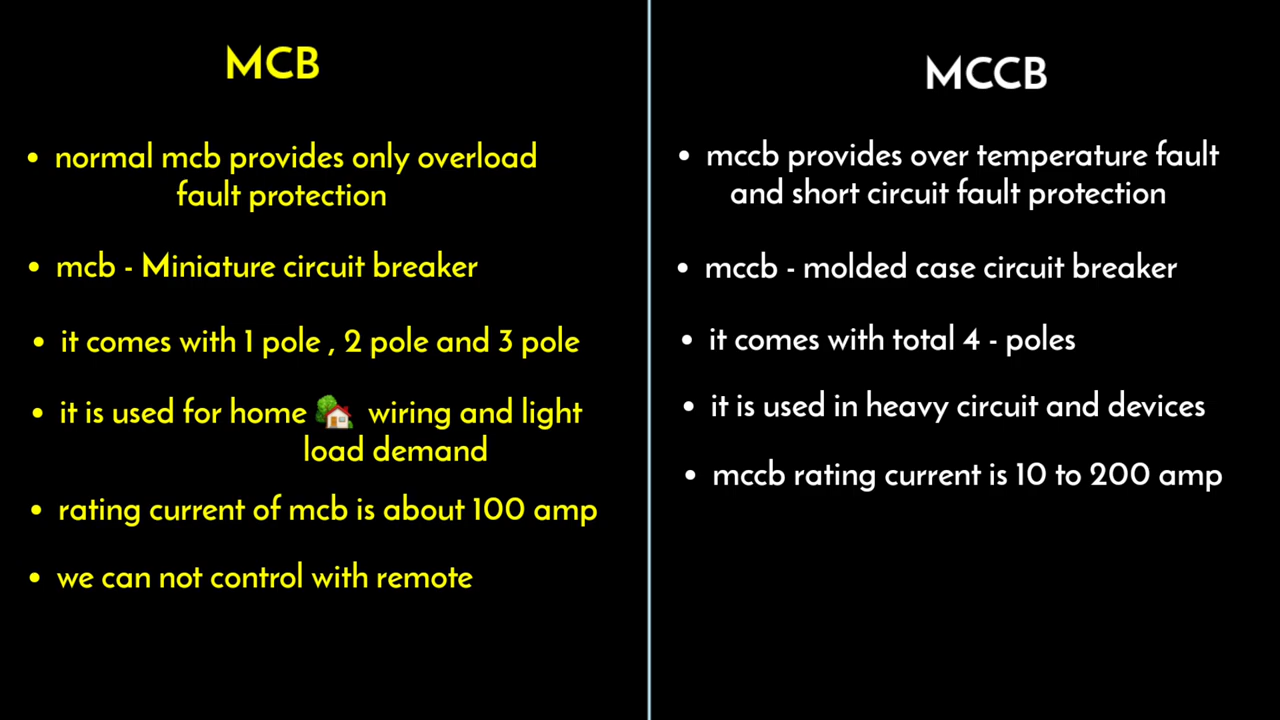 MCB
• normal mcb provides only overload
fault protection
• mcb - Miniature circuit breaker
• it comes with 1 pole , 2 pole and 3 pole
• it is used for home 🏡 wiring and light
load demand
• rating current of mcb is about 100 amp
• we can not control with remote
MCCB
• mccb provides over temperature fault
and short circuit fault protection
• mccb - molded case circuit breaker
• it comes with total 4 - poles
• it is used in heavy circuit and devices
• mccb rating current is 10 to 200 amp